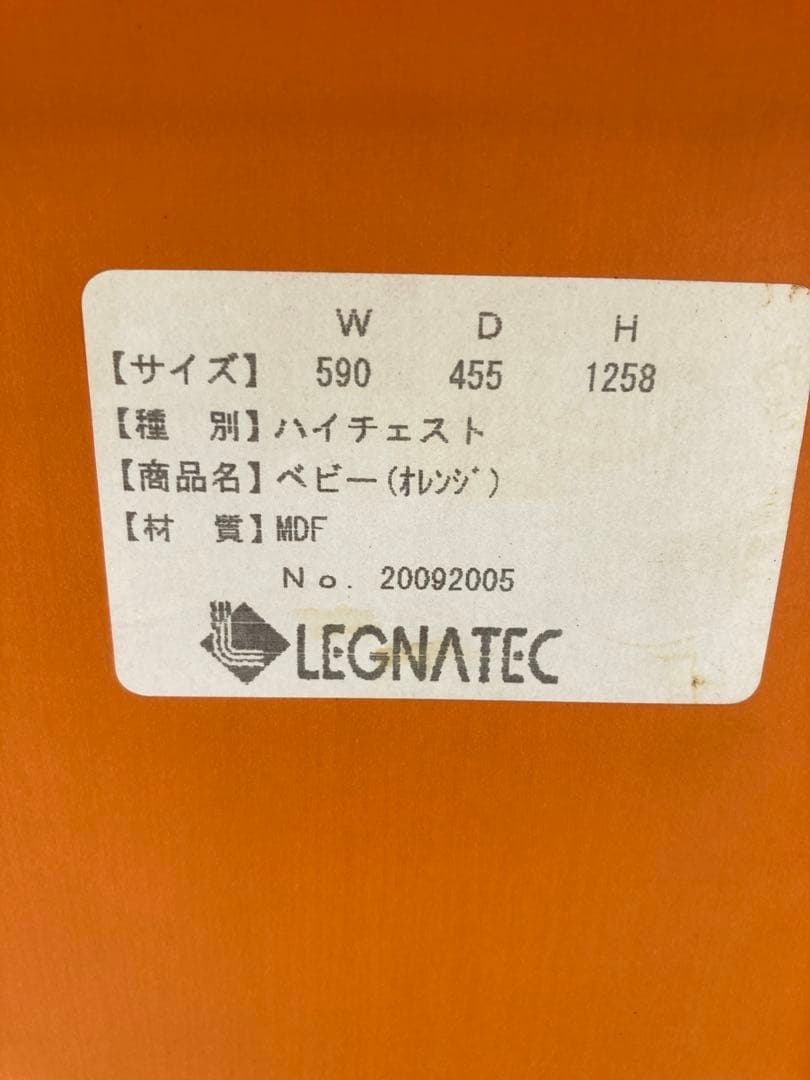 W D H
【サイズ】 590 455 1258
【種 別】ハイチェスト
【商品名】ベビー(ｵﾚﾝｼﾞ)
【材 質】MDF
No. 20092005
LEGNATEC